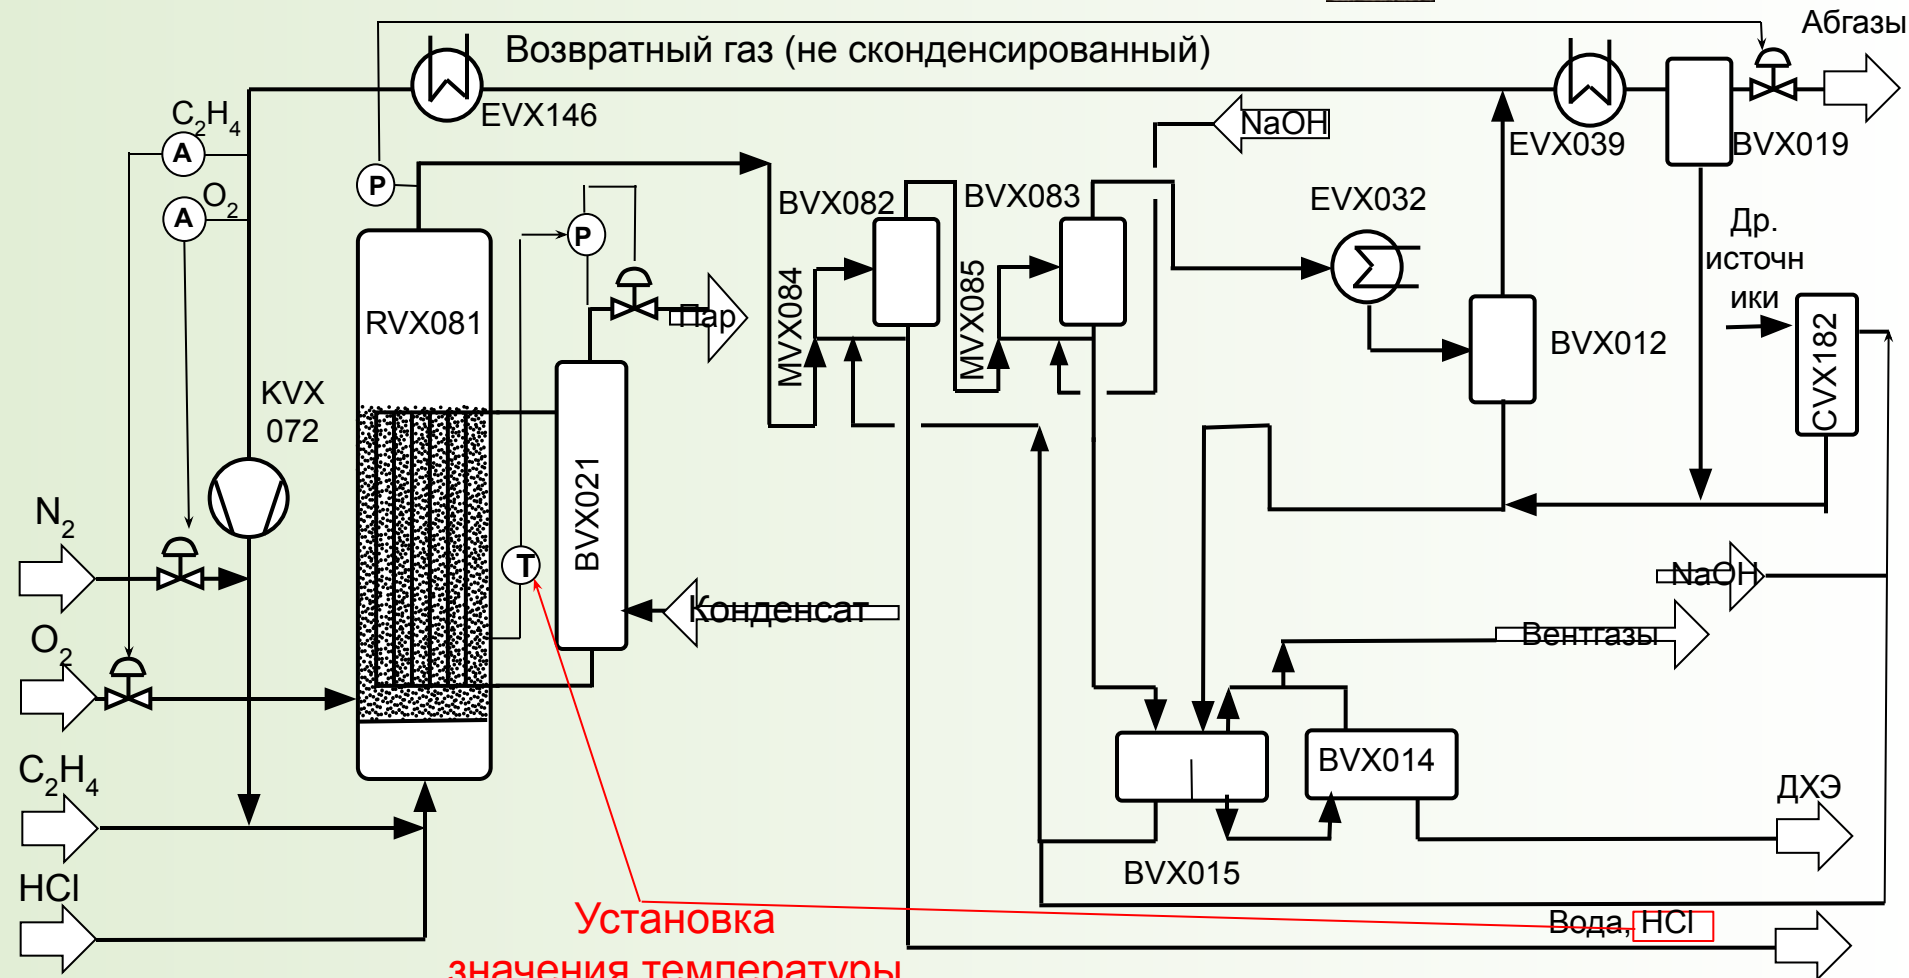 Абгазы
Возвратный газ (не сконденсированный)
C2H4
EVX146
NaOH
EVX039
BVX019
A
O2
A
P
BVX082
BVX083
EVX032
P
Др.
источн
ики
MVX084
MVX085
RVX081
Пар
BVX012
CVX182
KVX
072
BVX021
N2
T
NaOH
Конденсат
O2
Вентгазы
C2H4
BVX014
ДХЭ
BVX015
HCl
Установка
Вода, HCl
значения температуры